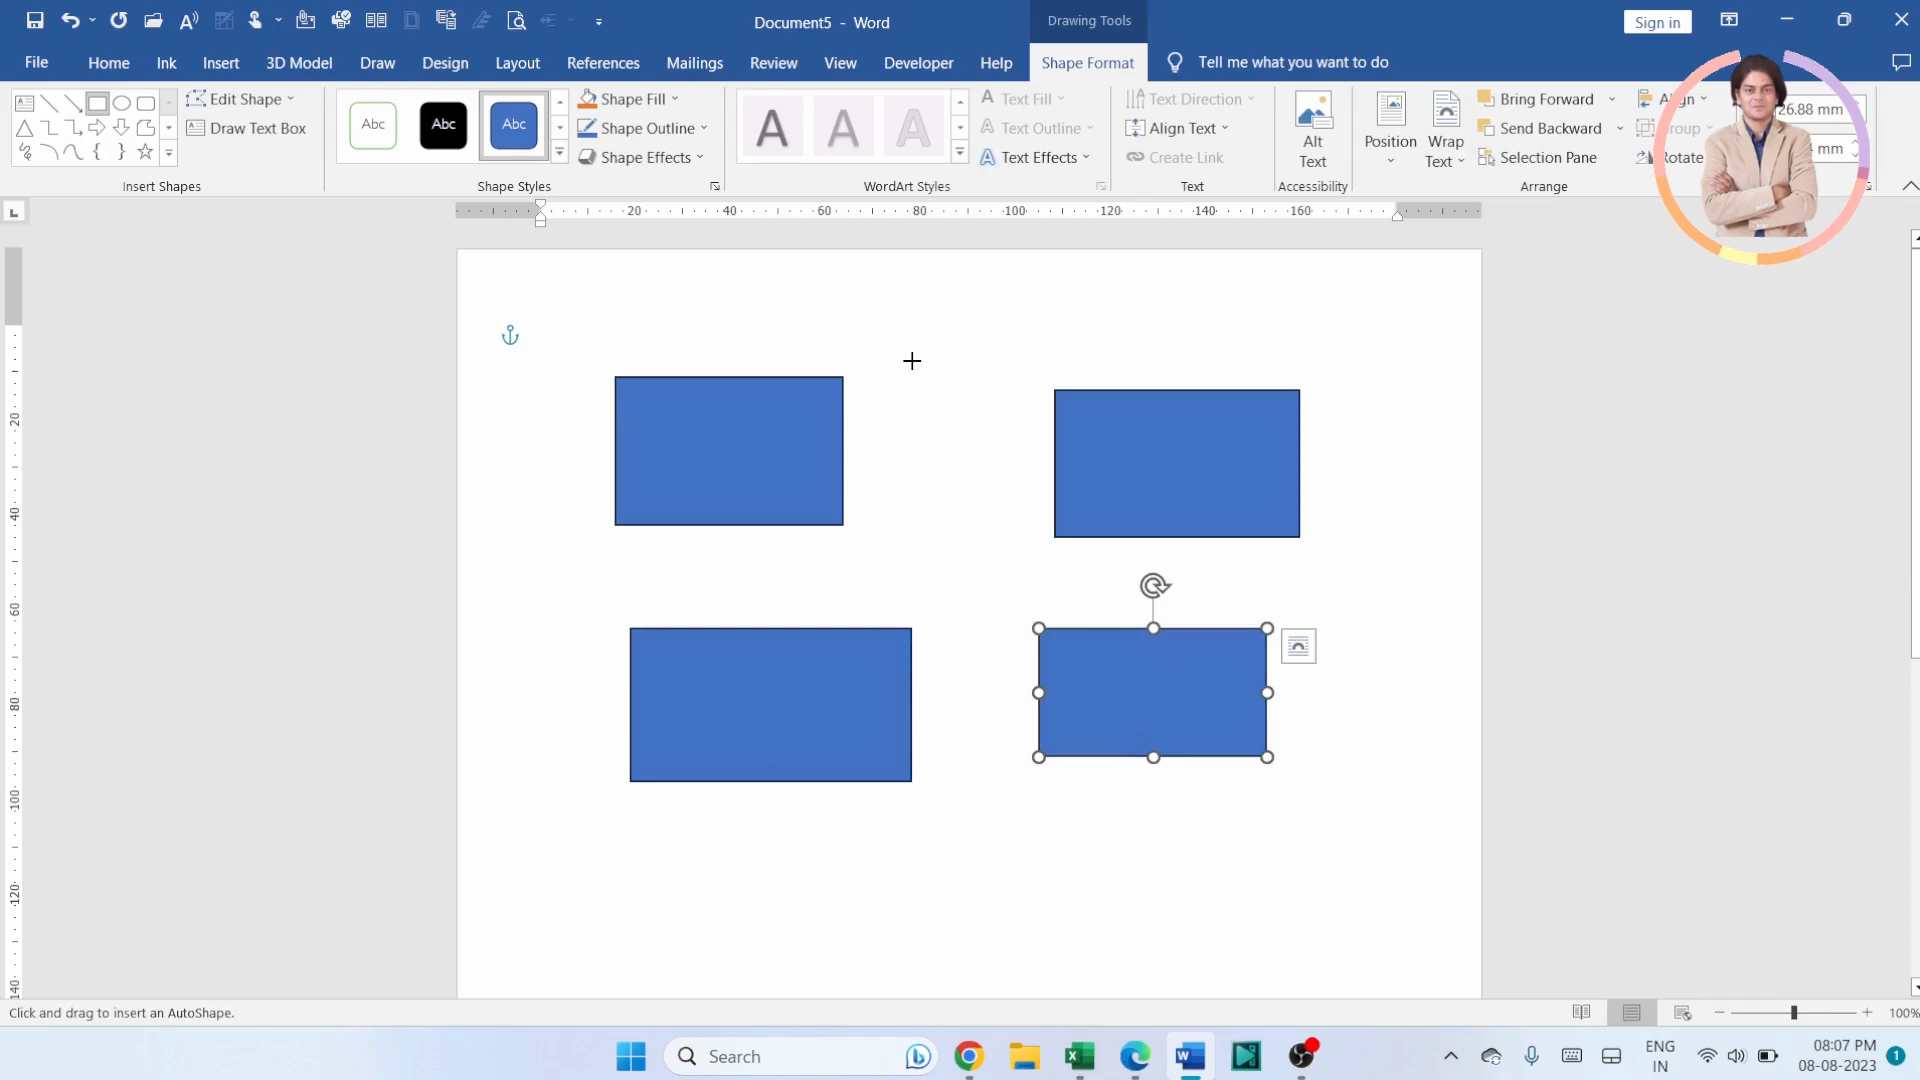 Document5 - Word
Drawing Tools
Sign in
File
Home
Ink
Insert
3D Model
Draw
Design
Layout
References
Mailings
Review
View
Developer
Help
Shape Format
Tell me what you want to do
Edit Shape
Draw Text Box
Insert Shapes
Abc
Abc
Abc
Shape Fill
Shape Outline
Shape Effects
Shape Styles
A
A
A
Text Fill
Text Outline
Text Effects
WordArt Styles
Text Direction
Align Text
Create Link
Text
Alt
Text
Accessibility
Position
Wrap
Text
Bring Forward
Send Backward
Selection Pane
Align
Group
Rotate
Arrange
26.88 mm
mm
20 40 60 80 100 120 140 160
20
40
60
80
100
120
140
Click and drag to insert an AutoShape.
100%
Search
ENG
IN
08:07 PM
08-08-2023
1